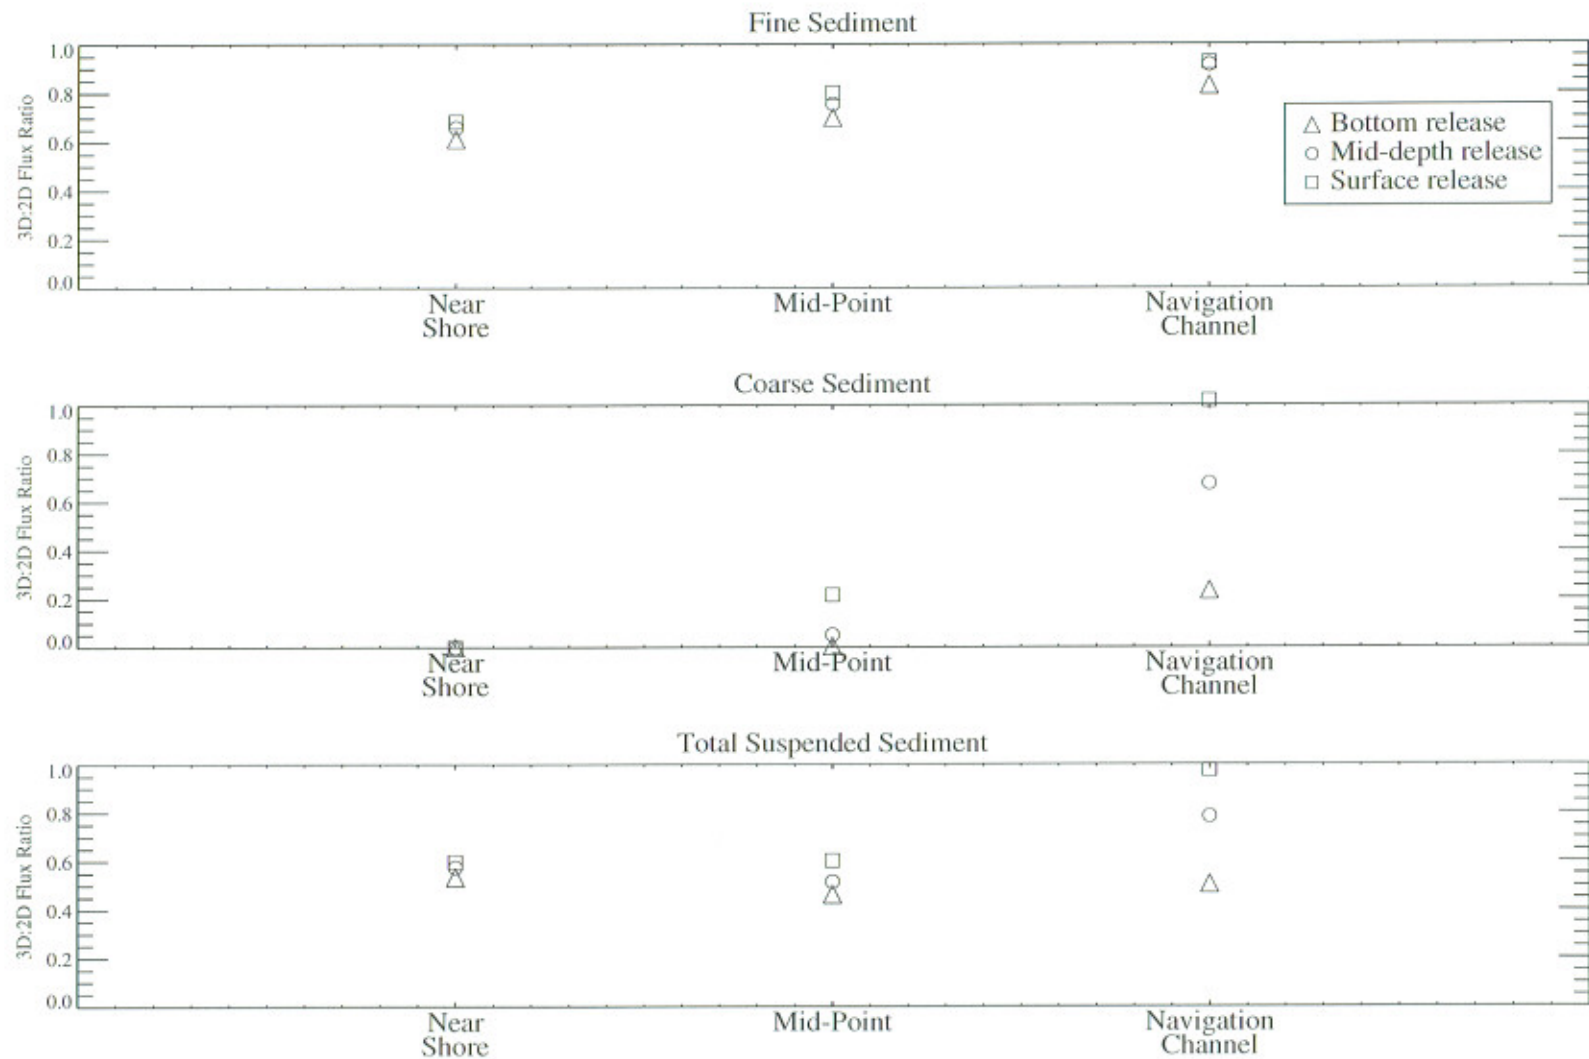 Fine Sediment
3D:2D Flux Ratio
1.0
0.8
0.6
0.4
0.2
0.0
Bottom release
Mid-depth release
Surface release
Near
Shore
Mid-Point
Navigation
Channel
Coarse Sediment
3D:2D Flux Ratio
1.0
0.8
0.6
0.4
0.2
0.0
Near
Shore
Mid-Point
Navigation
Channel
Total Suspended Sediment
3D:2D Flux Ratio
1.0
0.8
0.6
0.4
0.2
0.0
Near
Shore
Mid-Point
Navigation
Channel